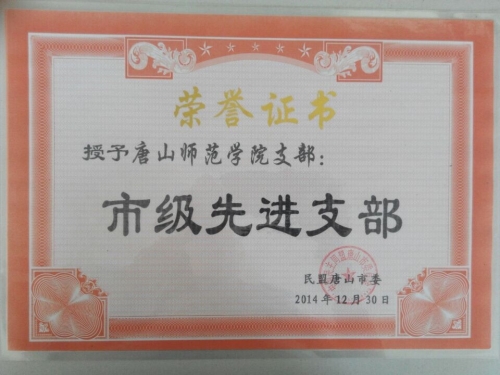 荣誉证书
授予唐山师范学院支部：
市级先进支部
民盟唐山市委
2014年12月30日